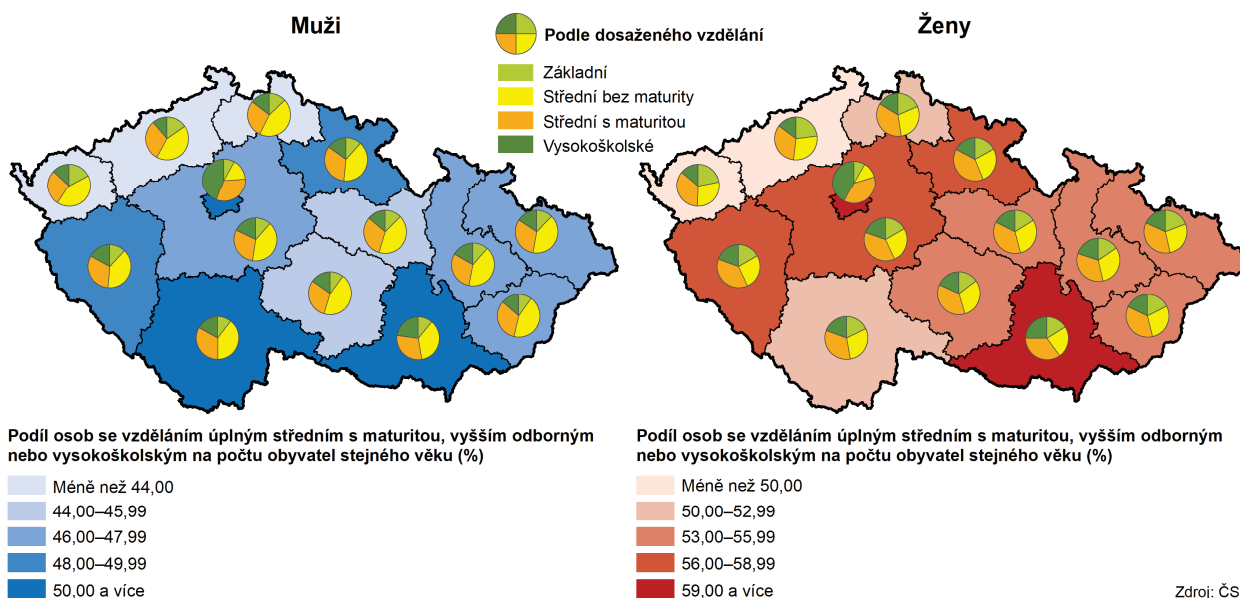 Muži
Podle dosaženého vzdělání
Základní
Střední bez maturity
Střední s maturitou
Vysokoškolské
Ženy
Podíl osob se vzděláním úplným středním s maturitou, vyšším odborným
nebo vysokoškolským na počtu obyvatel stejného věku (%)
Méně než 44,00
44,00–45,99
46,00–47,99
48,00–49,99
50,00 a více
Podíl osob se vzděláním úplným středním s maturitou, vyšším odborným
nebo vysokoškolským na počtu obyvatel stejného věku (%)
Méně než 50,00
50,00–52,99
53,00–55,99
56,00–58,99
59,00 a více
Zdroj: ČS